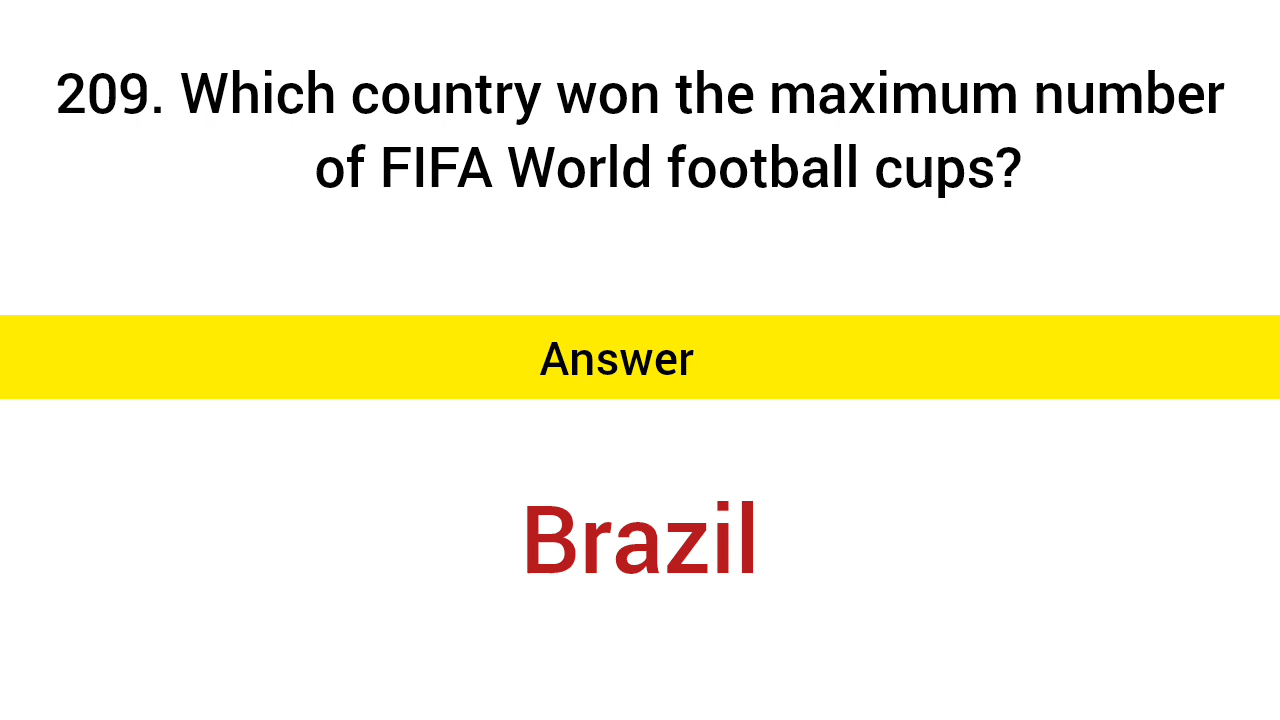 209. Which country won the maximum number
of FIFA World football cups?
Answer
Brazil